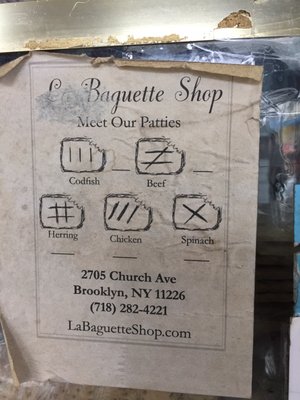 La Baguette Shop
Meet Our Patties
Codfish
Beef
Herring
Chicken
Spinach
2705 Church Ave
Brooklyn, NY 11226
(718) 282-4221
LaBaguetteShop.com